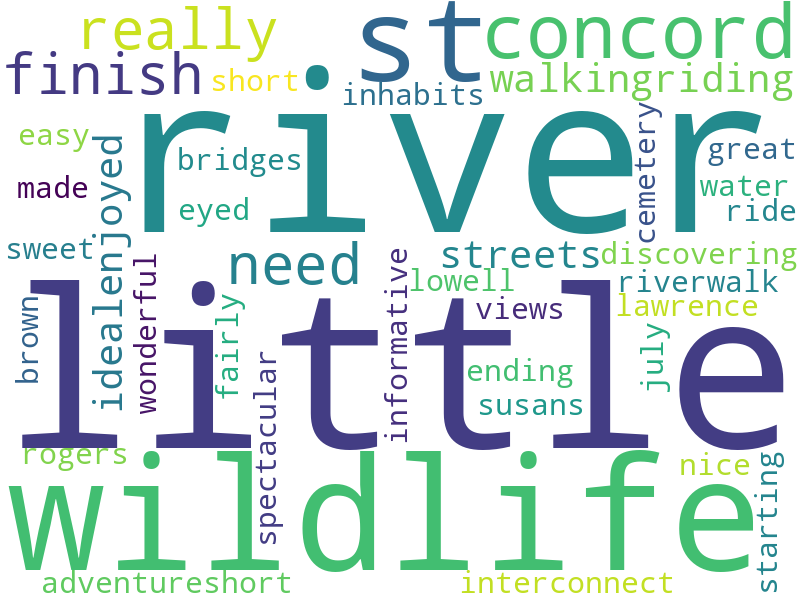 really
st
concord
finish
short
inhabits
walkingriding
river
easy
bridges
cemetery
great
made
eyed
water
ride
idealenjoyed
sweet
need
streets
discovering
wonderful
informative
lowell
riverwalk
little
brown
fairly
views
lawrence
july
ending
susans
spectacular
rogers
wildlife
nice
starting
adventureshort
interconnect